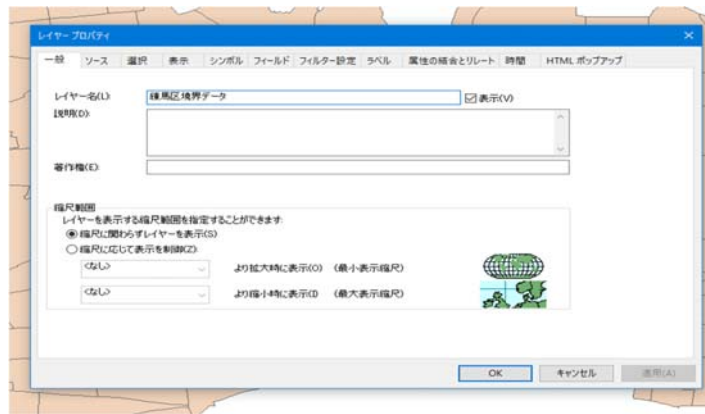 レイヤー プロパティ
一般 ソース 選択 表示 シンボル フィールド フィルター設定 ラベル 属性の結合とリレート 時間 HTML ポップアップ
レイヤー名(L): 練馬区境界データ 表示(V)
説明(D):
著作権(E):
縮尺範囲
レイヤーを表示する縮尺範囲を指定することができます:
縮尺に関わらずレイヤーを表示(S)
縮尺に応じて表示を制御(Z):
<なし> より拡大時に表示(O) (最小表示縮尺)
<なし> より縮小時に表示(I) (最大表示縮尺)
OK キャンセル 適用(A)